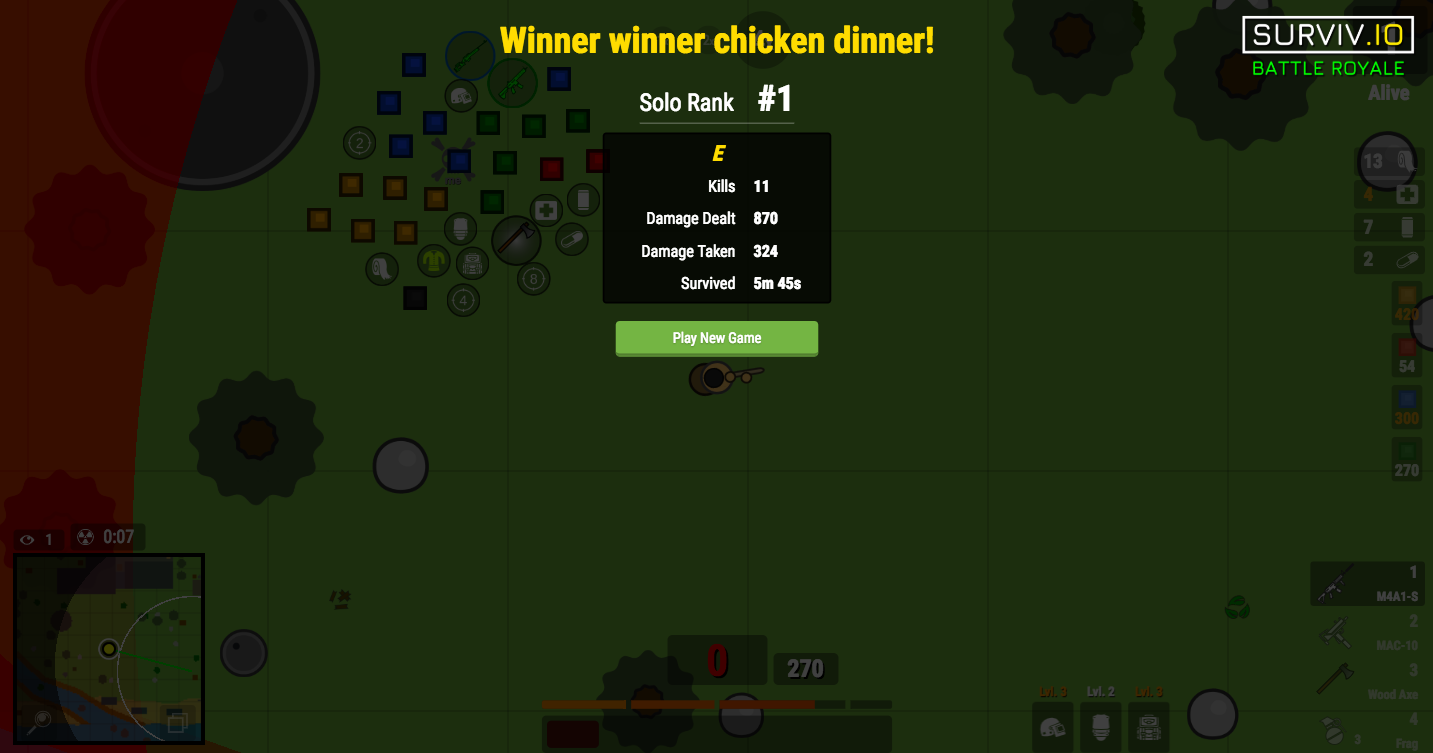 Winner winner chicken dinner!
SURVIV.IO
BATTLE ROYALE
Solo Rank #1
Alive
E
Kills 11
Damage Dealt 870
Damage Taken 324
Survived 5m 45s
Play New Game
2
8
4
13
4
7
2
420
54
300
270
1
0:07
0
270
Lvl. 3
Lvl. 2
Lvl. 3
1
M4A1-S
2
MAC-10
3
Wood Axe
4
3
Frag